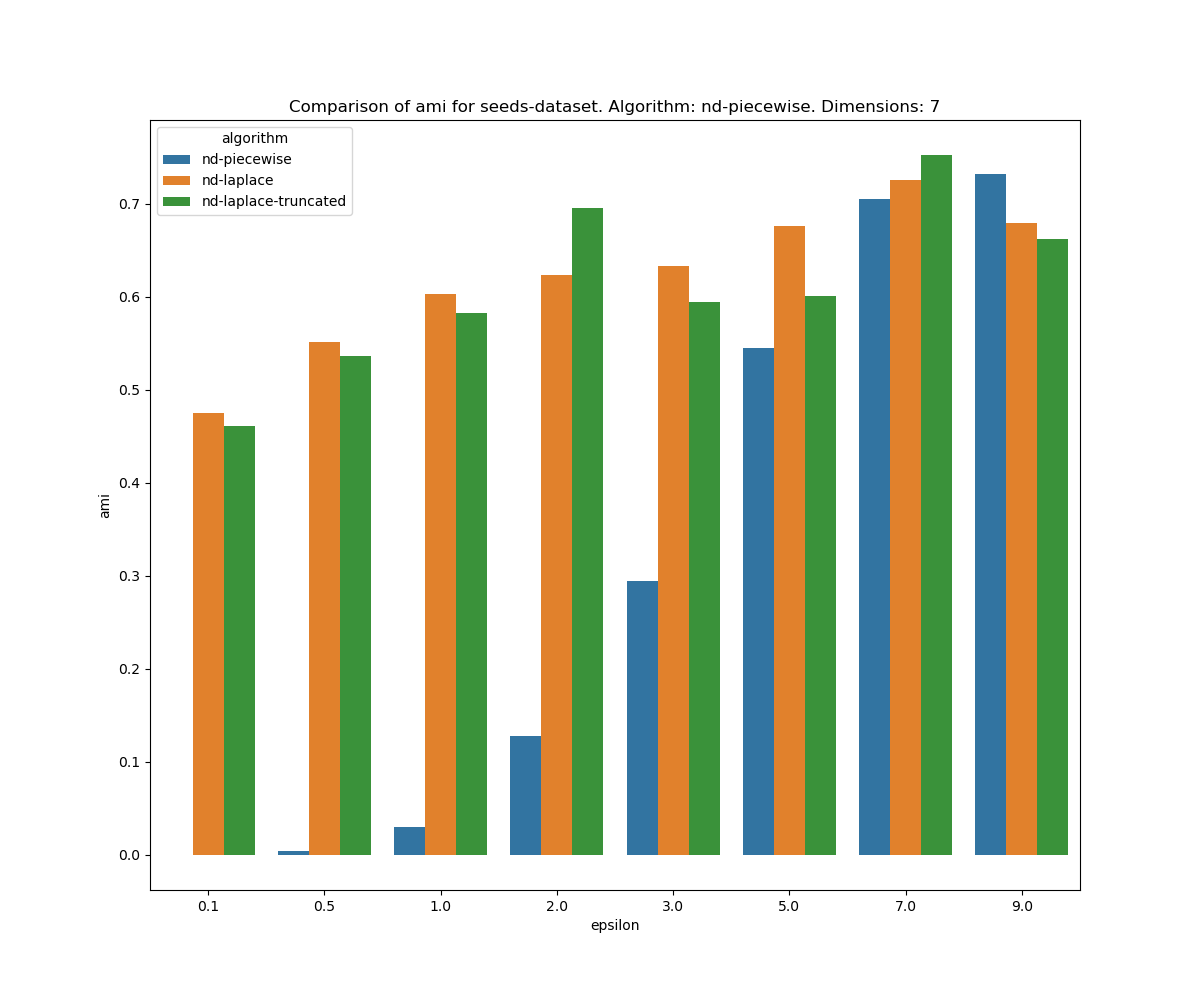 Comparison of ami for seeds-dataset. Algorithm: nd-piecewise. Dimensions: 7
algorithm
nd-piecewise
nd-laplace
nd-laplace-truncated
0.7
0.6
0.5
0.4
0.3
0.2
0.1
0.0
ami
0.1 0.5 1.0 2.0 3.0 5.0 7.0 9.0
epsilon